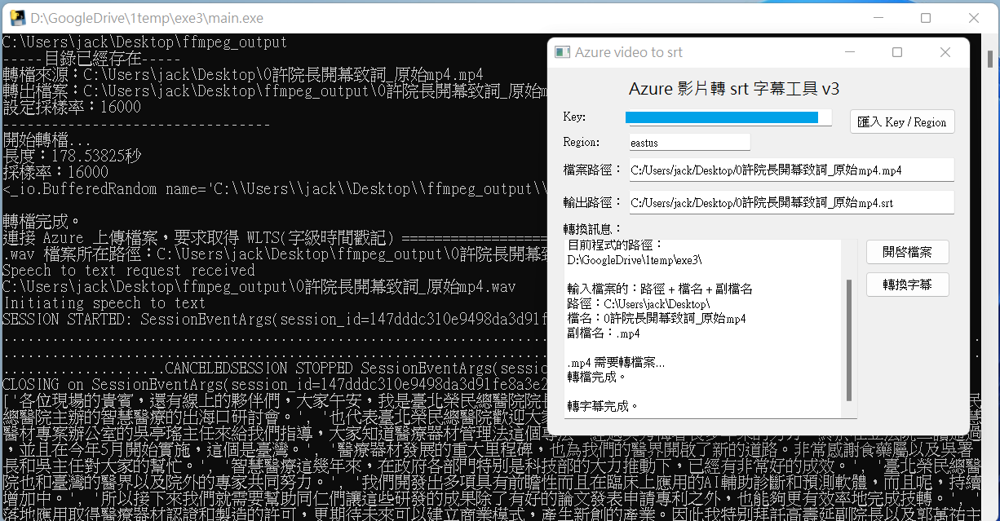 D:\GoogleDrive\1temp\exe3\main.exe
C:\Users\jack\Desktop\ffmpeg_output
-----目錄已經存在-----
轉檔來源：C:\Users\jack\Desktop\0許院長開幕致詞_原始mp4.mp4
轉出檔案：C:\Users\jack\Desktop\ffmpeg_output\0許院長開幕致詞_原始m
設定採樣率：16000
--------------------------------
開始轉檔...
長度：178.53825秒
採樣率：16000
<_io.BufferedRandom name='C:\\Users\\jack\\Desktop\\ffmpeg_output\\
轉檔完成。
連接 Azure 上傳檔案，要求取得 WLTS(字級時間戳記) ==================
.wav 檔案所在路徑：C:\Users\jack\Desktop\ffmpeg_output\0許院長開幕致
Speech to text request received
C:\Users\jack\Desktop\ffmpeg_output\0許院長開幕致詞_原始mp4.wav
Initiating speech to text
SESSION STARTED: SessionEventArgs(session_id=147dddc310e9498da3d91f
....................CANCELEDSESSION STOPPED SessionEventArgs(sessio
CLOSING on SessionEventArgs(session_id=147dddc310e9498da3d91fe8a3e2
['各位現場的貴賓，還有線上的夥伴們，大家午安，我是臺北榮民總醫院院
總醫院主辦的智慧醫療的出海口研討會。', '也代表臺北榮民總醫院歡迎大
醫材專案辦公室的吳亭瑤主任來給我們指導，大家知道醫療器材管理法這個專法
，並且在今年5月開始實施，這個是臺灣。', '醫療器材發展的重大里程碑，也為我們的醫界開啟了新的道路。非常感謝食藥屬以及吳署
長和吳主任對大家的幫忙。', '智慧醫療這幾年來，在政府各部門特別是科技部的大力推動下，已經有非常好的成效。', '臺北榮民總醫
院也和臺灣的醫界以及院外的專家共同努力。', '我們開發出多項具有前瞻性而且在臨床上應用的AI輔助診斷和預測軟體，而且呢，持續
增加中。', '所以接下來我們就需要幫助同仁們讓這些研發的成果除了有好的論文發表申請專利之外，也能夠更有效率地完成技轉。', '
落地應用取得醫療器材認證和製造的許可，更期待未來可以建立商業模式，產生新創的產業。因此我特別拜託高壽延副院長以及部墓祐主
Azure video to srt
Azure 影片轉 srt 字幕工具 v3
Key:
匯入 Key / Region
Region:
eastus
檔案路徑：
C:/Users/jack/Desktop/0許院長開幕致詞_原始mp4.mp4
輸出路徑：
C:/Users/jack/Desktop/0許院長開幕致詞_原始mp4.srt
轉換訊息：
目前程式的路徑：
D:\GoogleDrive\1temp\exe3\
輸入檔案的：路徑 + 檔名 + 副檔名
路徑：C:\Users\jack\Desktop\
檔名：0許院長開幕致詞_原始mp4
副檔名：.mp4
.mp4 需要轉檔案...
轉檔完成。
轉字幕完成。
開啓檔案
轉換字幕